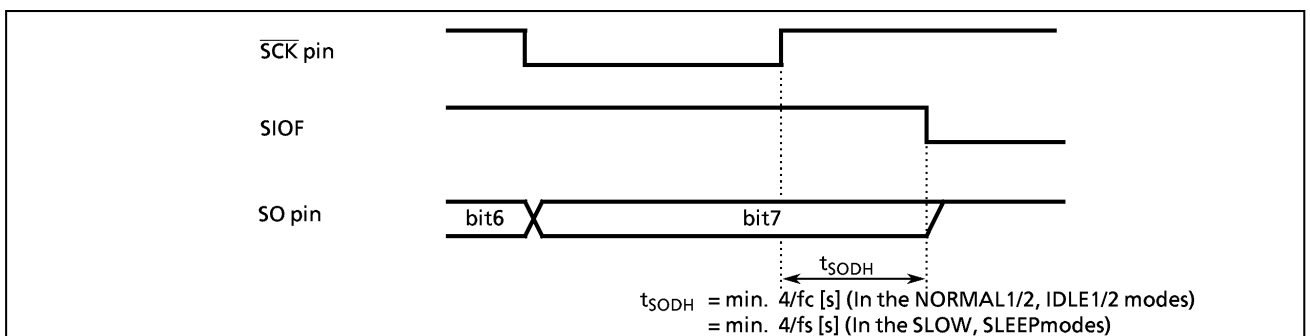 S̅C̅K̅ pin
SIOF
SO pin bit6 bit7
tSODH
tSODH = min. 4/fc [s] (In the NORMAL1/2, IDLE1/2 modes)
= min. 4/fs [s] (In the SLOW, SLEEPmodes)